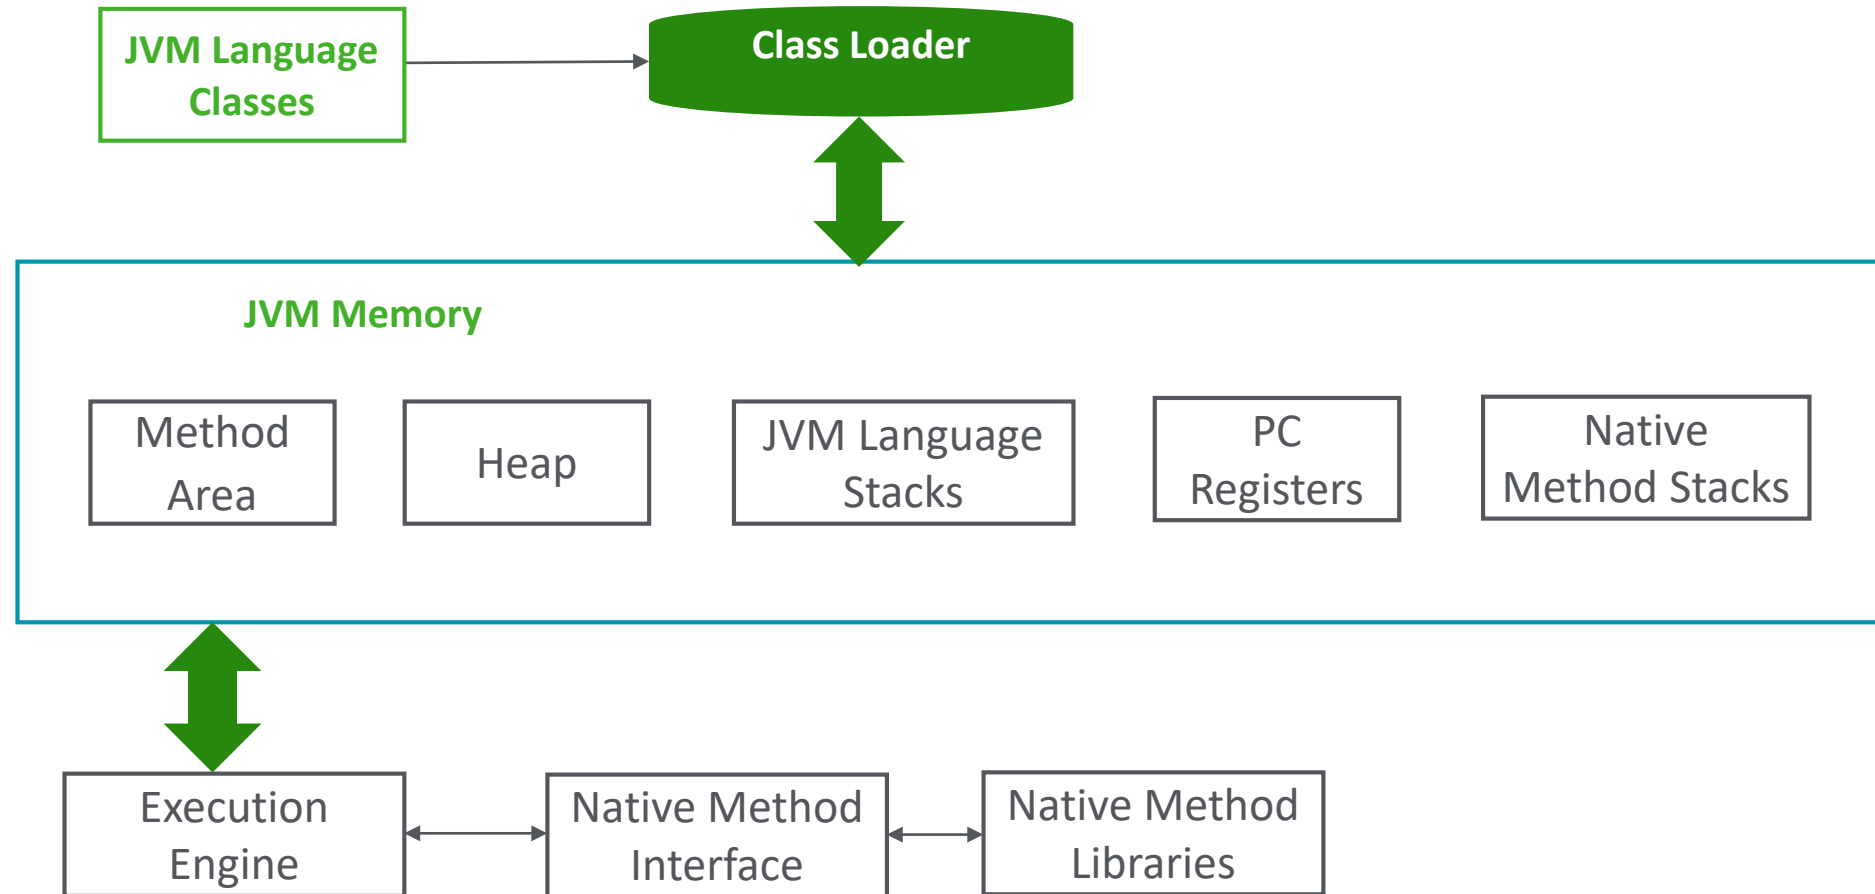 JVM Language
Classes
Class Loader
JVM Memory
Method
Area
Heap
JVM Language
Stacks
PC
Registers
Native
Method Stacks
Execution
Engine
Native Method
Interface
Native Method
Libraries